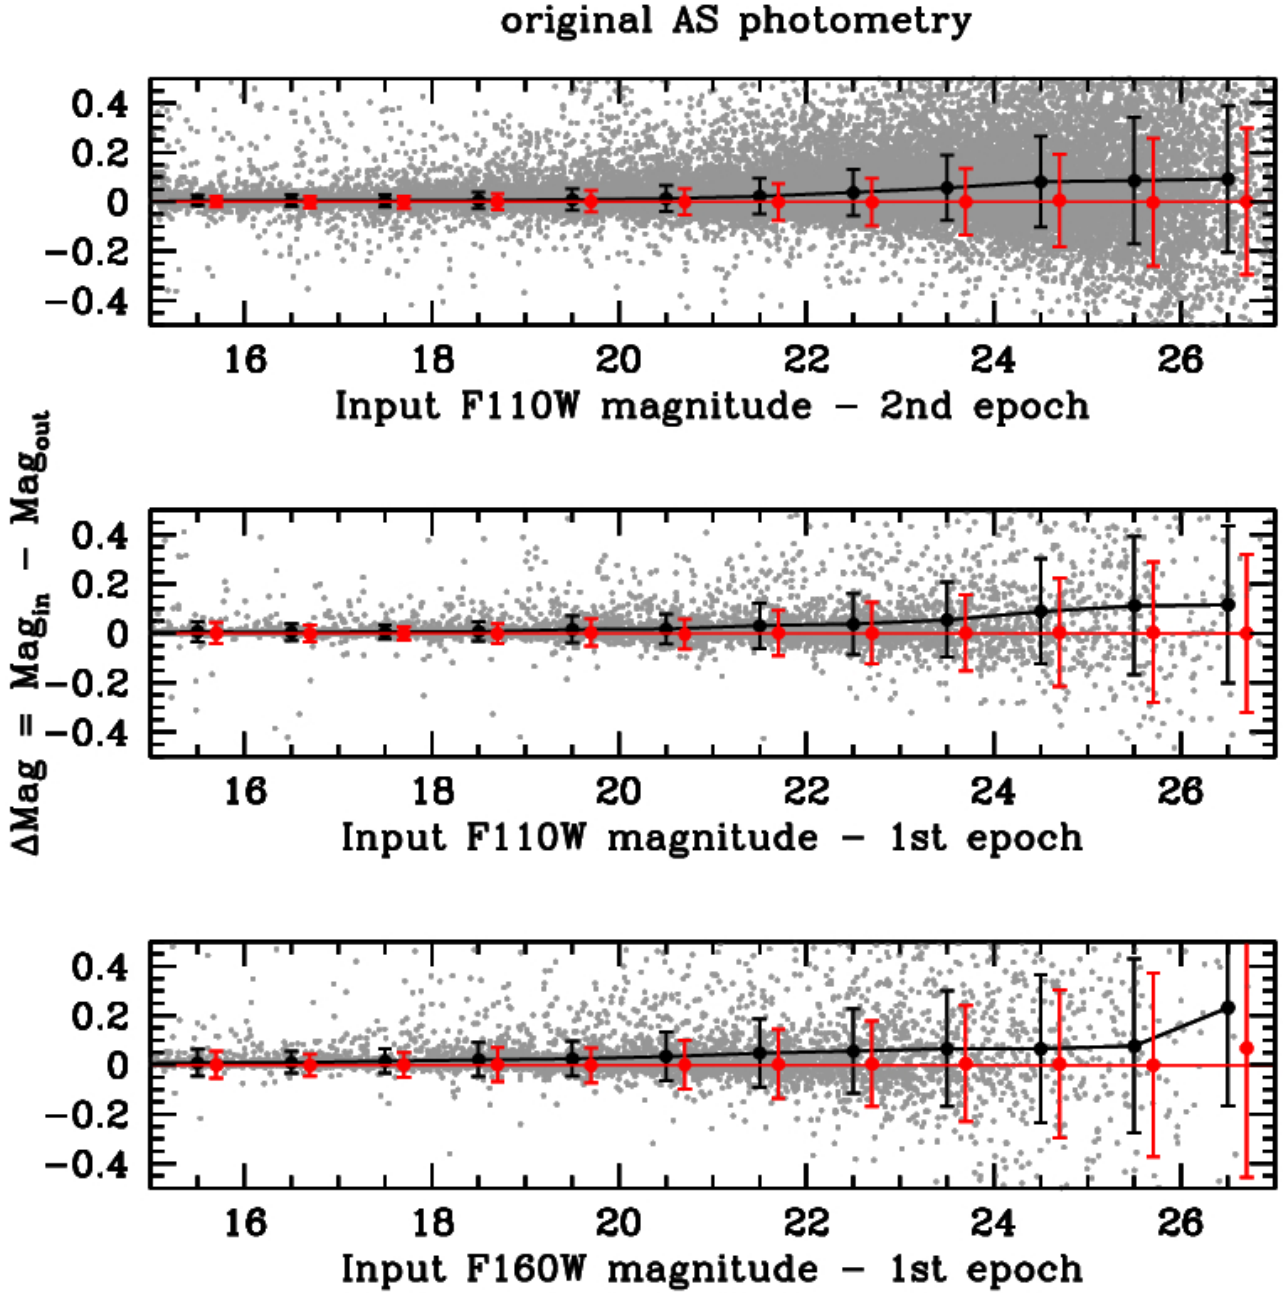 original AS photometry
0.4
0.2
0
−0.2
−0.4
16 18 20 22 24 26
Input F110W magnitude − 2nd epoch
ΔMag = Mag_in − Mag_out
0.4
0.2
0
−0.2
−0.4
16 18 20 22 24 26
Input F110W magnitude − 1st epoch
0.4
0.2
0
−0.2
−0.4
16 18 20 22 24 26
Input F160W magnitude − 1st epoch